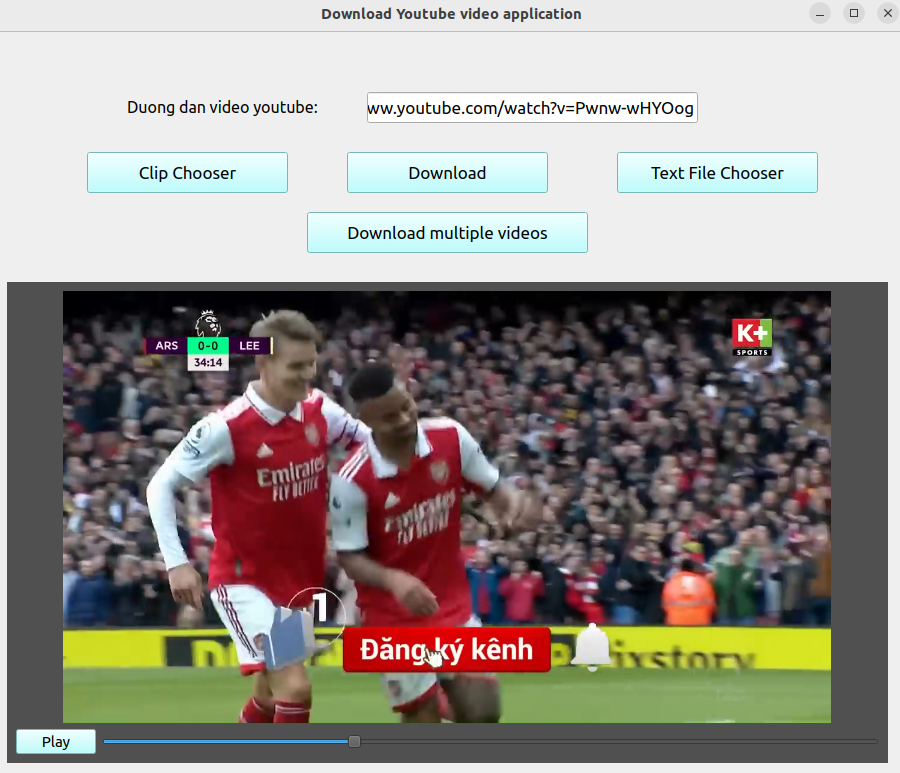 Download Youtube video application
Duong dan video youtube:
ww.youtube.com/watch?v=Pwnw-wHYOog
Clip Chooser
Download
Text File Chooser
Download multiple videos
ARS 0-0 LEE
34:14
K+
SPORTS
Emirates
FLY BETTER
Emirates
FLY BETTER
1
Đăng ký kênh
Play